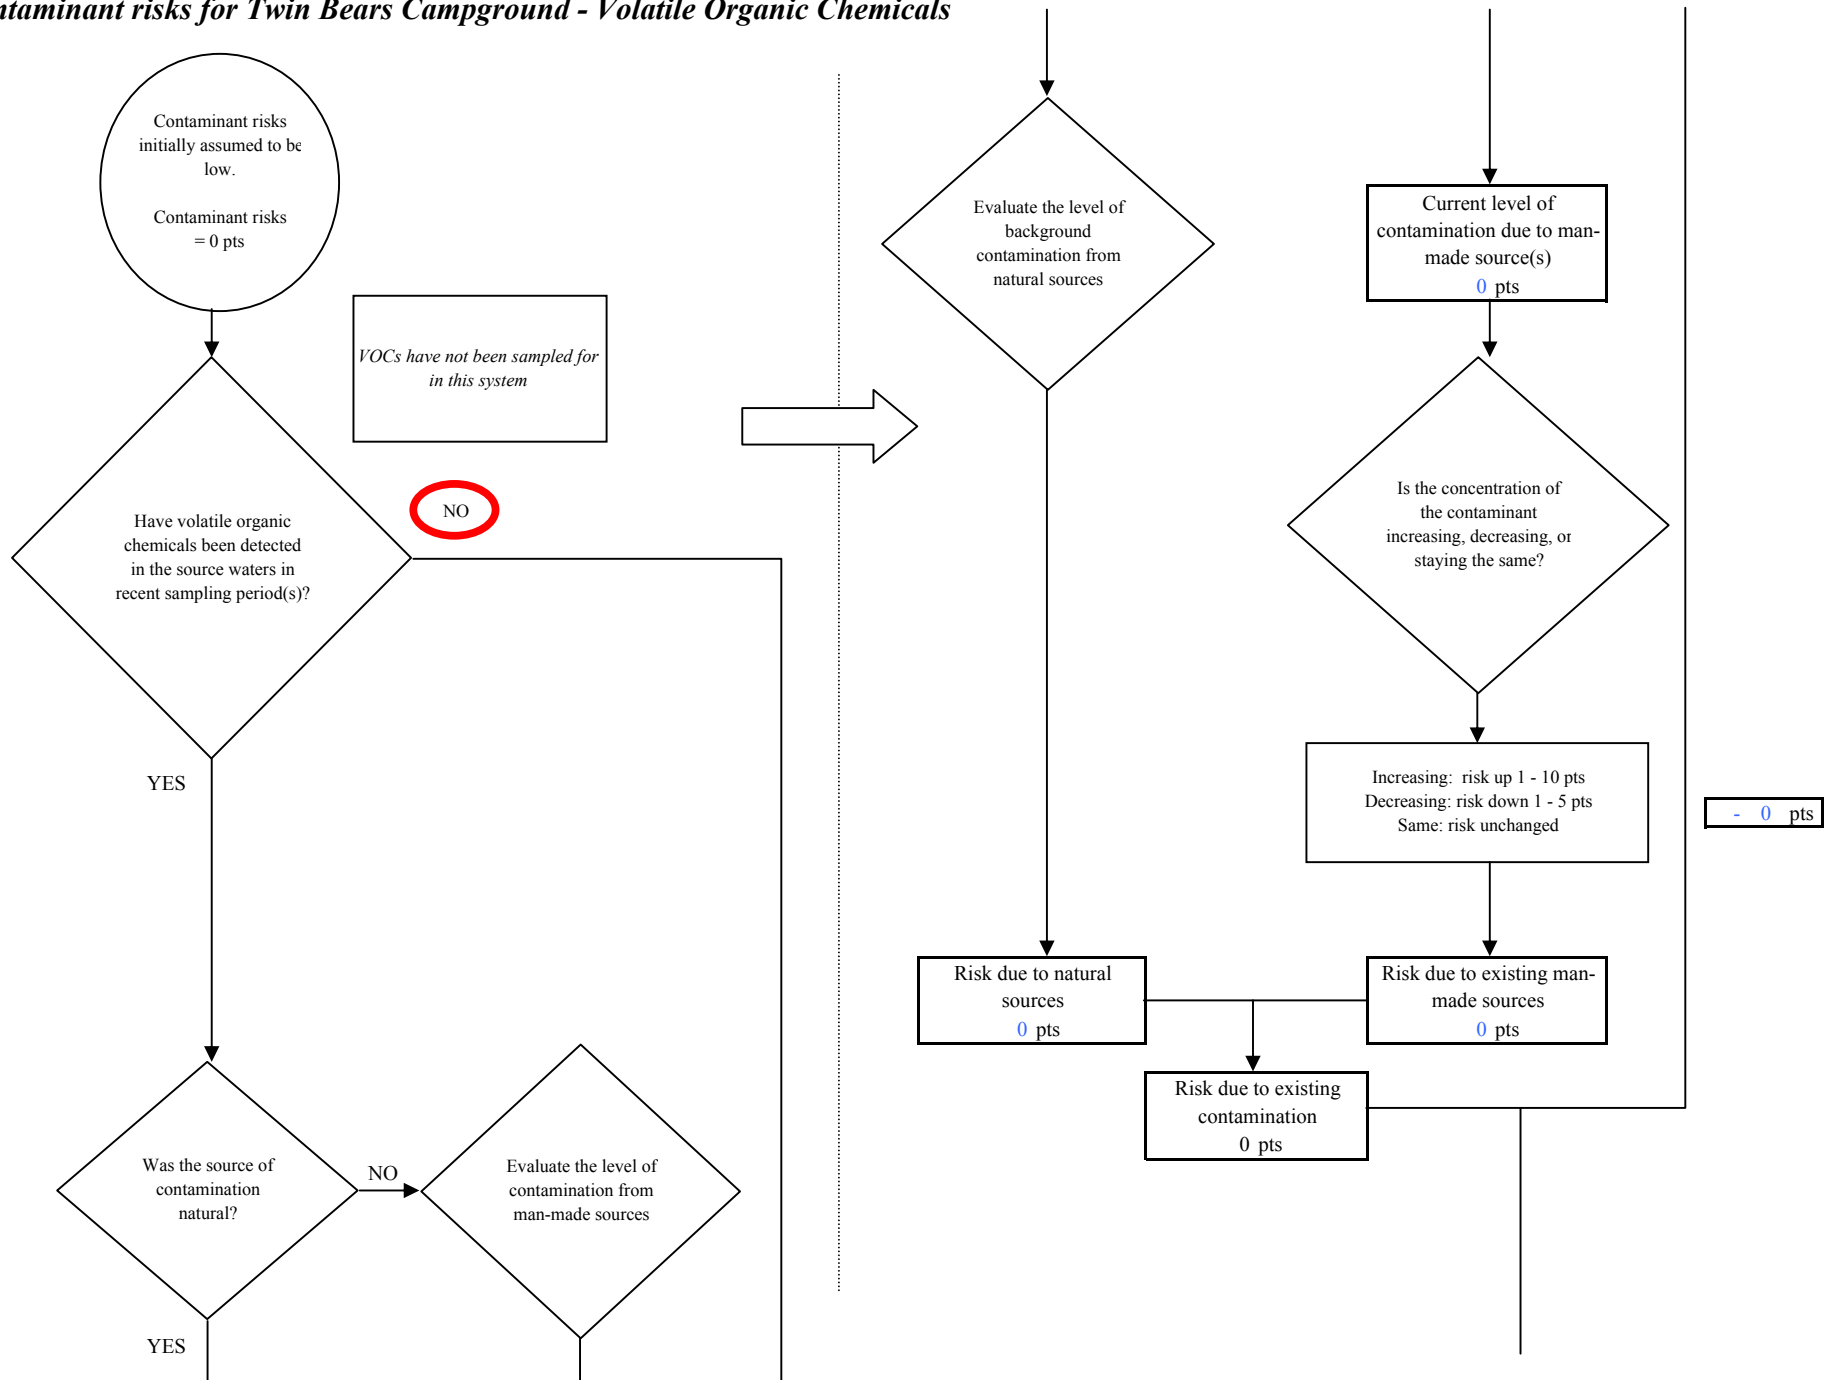 ntaminant risks for Twin Bears Campground - Volatile Organic Chemicals
Contaminant risks
initially assumed to be
low.
Contaminant risks
= 0 pts
VOCs have not been sampled for
in this system
NO
Have volatile organic
chemicals been detected
in the source waters in
recent sampling period(s)?
YES
Was the source of
contamination
natural?
NO
Evaluate the level of
contamination from
man-made sources
YES
Evaluate the level of
background
contamination from
natural sources
Current level of
contamination due to man-
made source(s)
0 pts
Is the concentration of
the contaminant
increasing, decreasing, or
staying the same?
Increasing: risk up 1 - 10 pts
Decreasing: risk down 1 - 5 pts
Same: risk unchanged
- 0 pts
Risk due to natural
sources
0 pts
Risk due to existing man-
made sources
0 pts
Risk due to existing
contamination
0 pts